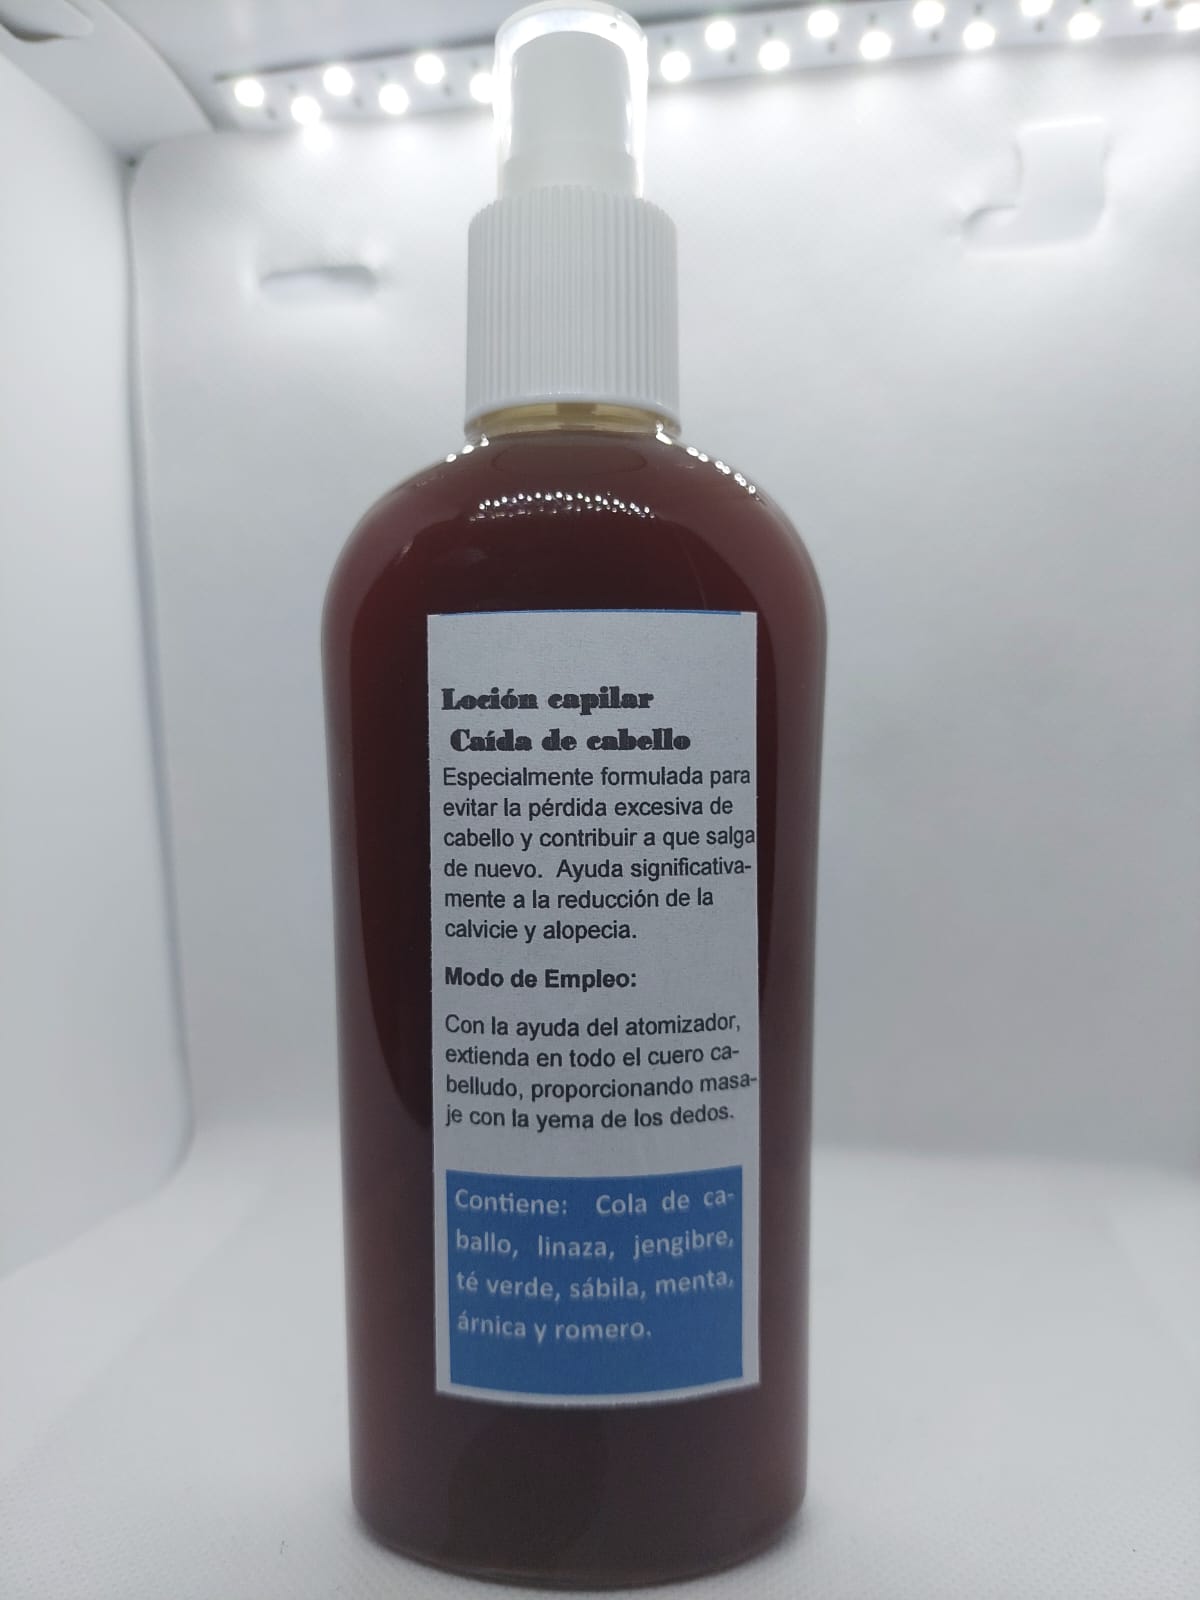 Loción capilar
Caída de cabello
Especialmente formulada para
evitar la pérdida excesiva de
cabello y contribuir a que salga
de nuevo. Ayuda significativa-
mente a la reducción de la
calvicie y alopecia.
Modo de Empleo:
Con la ayuda del atomizador,
extienda en todo el cuero ca-
belludo, proporcionando masa-
je con la yema de los dedos.
Contiene: Cola de ca-
ballo, linaza, jengibre,
té verde, sábila, menta,
árnica y romero.